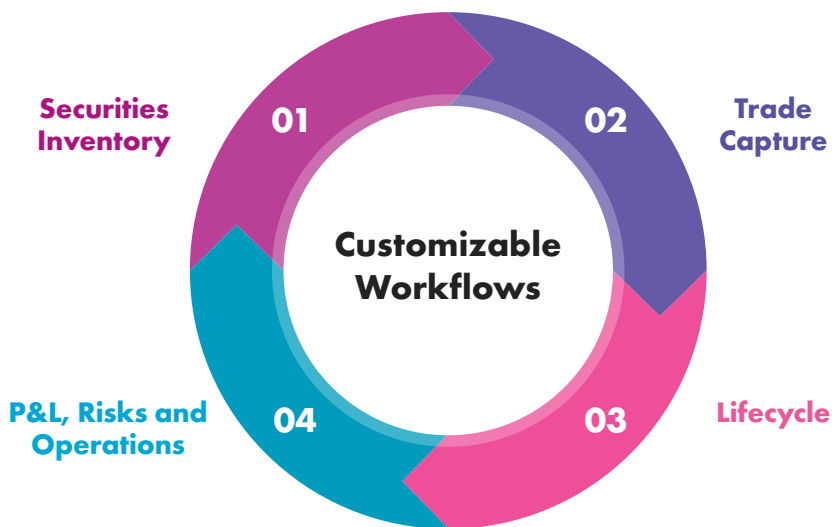 Securities
Inventory
01
02
Trade
Capture
Customizable
Workflows
P&L, Risks and
Operations
04
03
Lifecycle